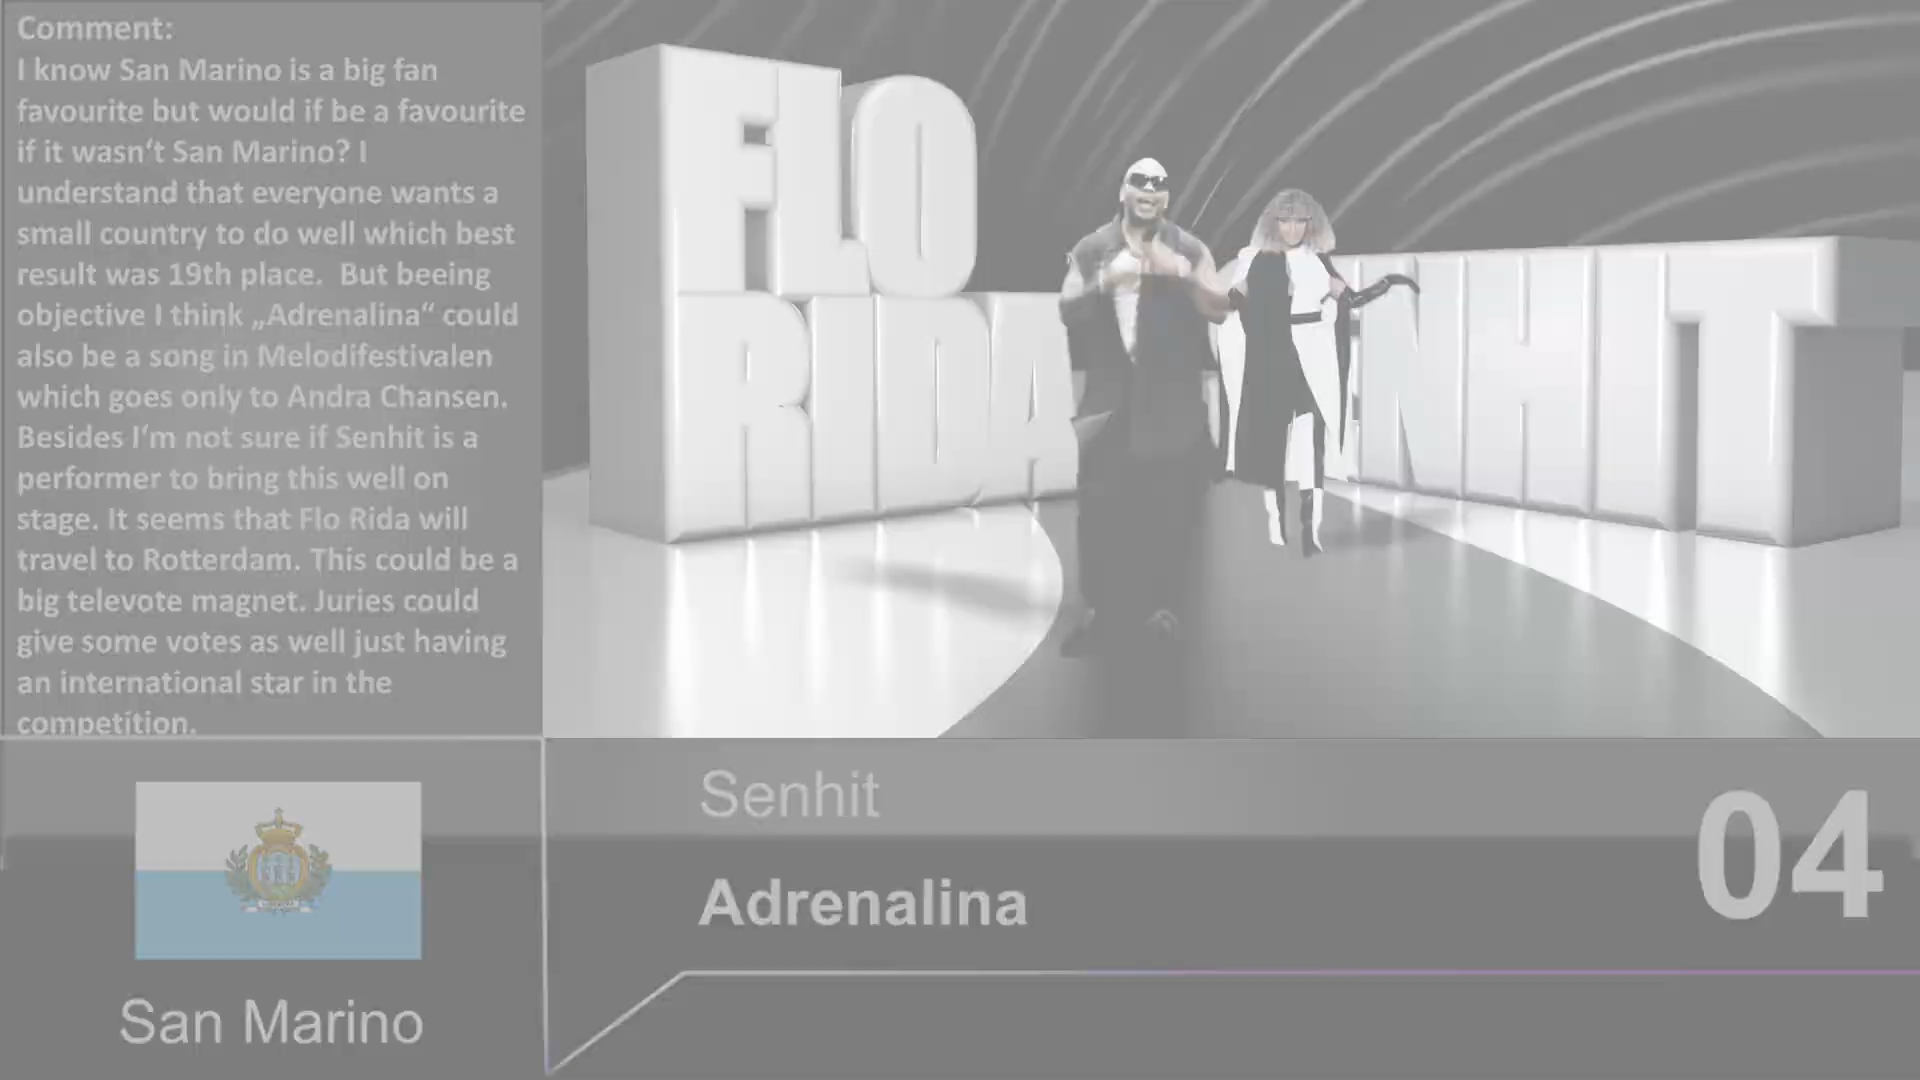 Comment:
I know San Marino is a big fan
favourite but would if be a favourite
if it wasn‘t San Marino? I
understand that everyone wants a
small country to do well which best
result was 19th place.  But beeing
objective I think „Adrenalina“ could
also be a song in Melodifestivalen
which goes only to Andra Chansen.
Besides I‘m not sure if Senhit is a
performer to bring this well on
stage. It seems that Flo Rida will
travel to Rotterdam. This could be a
big televote magnet. Juries could
give some votes as well just having
an international star in the
competition.
FLO
RIDA
ENHIT
Senhit
Adrenalina
04
San Marino